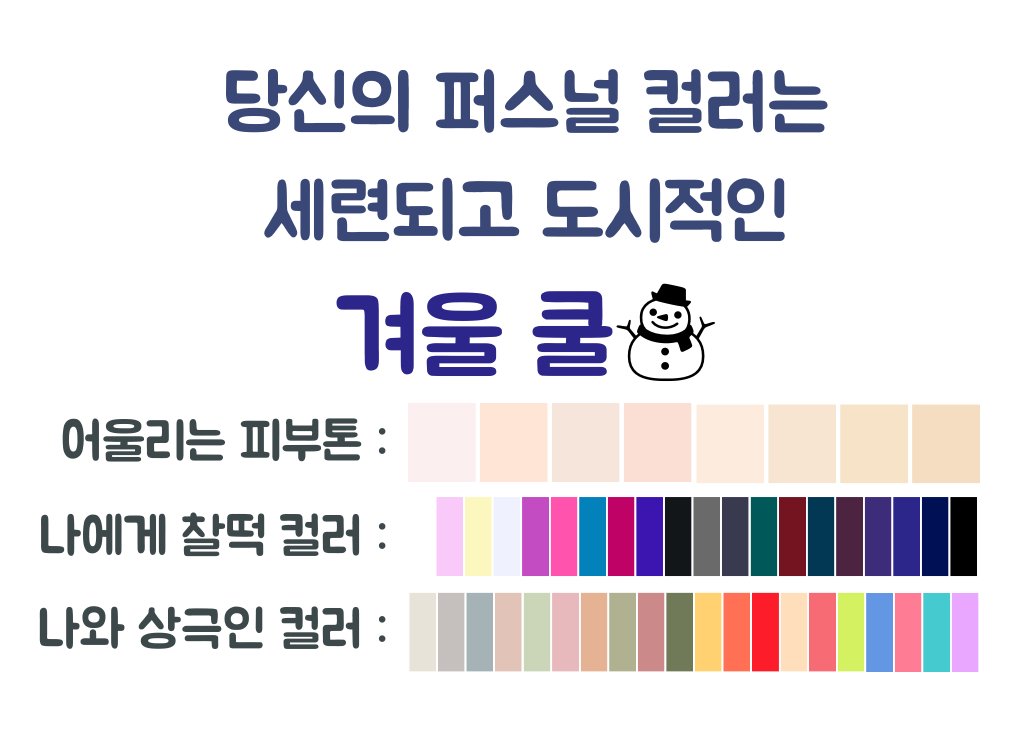 당신의 퍼스널 컬러는
세련되고 도시적인
겨울 쿨
어울리는 피부톤 :
나에게 찰떡 컬러 :
나와 상극인 컬러 :